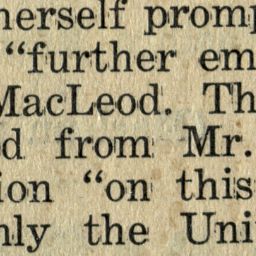 herself promp
"further em
MacLeod. Th
d from Mr.
ion "on this
nly the Uni